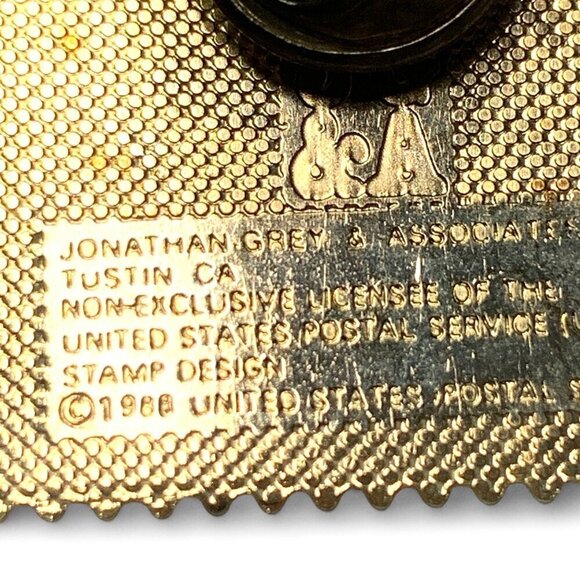 &A
JONATHAN GREY & ASSOCIATES
TUSTIN CA
NON-EXCLUSIVE LICENSEE OF THE
UNITED STATES POSTAL SERVICE (
STAMP DESIGN
©1988 UNITED STATES POSTAL S